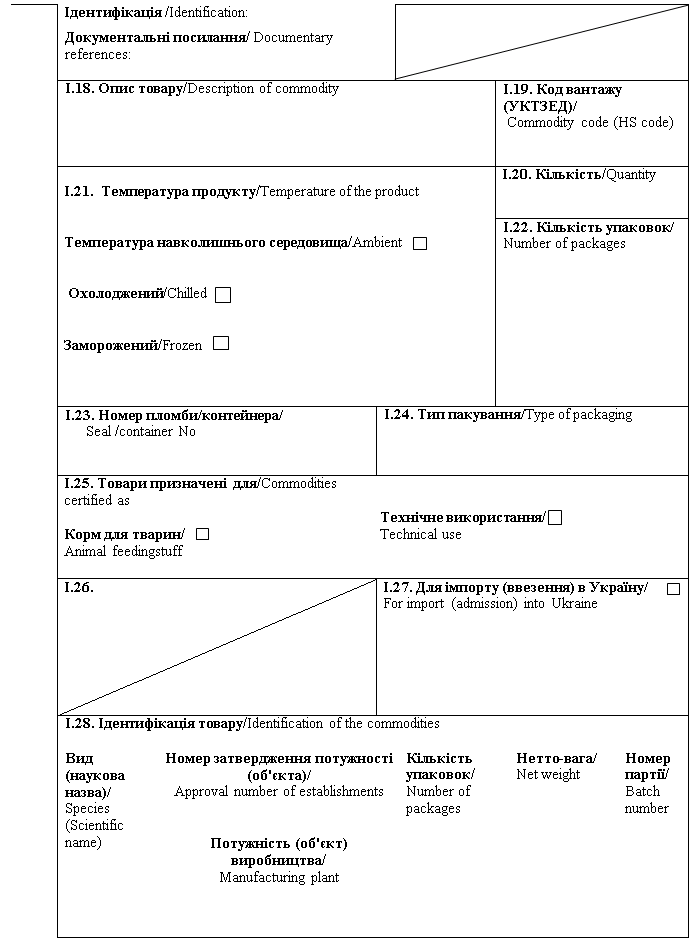 Ідентифікація /Identification:
Документальні посилання/ Documentary
references:
I.18. Опис товару/Description of commodity
I.19. Код вантажу
(УКТЗЕД)/
Commodity code (HS code)
I.20. Кількість/Quantity
I.21. Температура продукту/Temperature of the product
I.22. Кількість упаковок/
Number of packages
Температура навколишнього середовища/Ambient
Охолоджений/Chilled
Заморожений/Frozen
I.23. Номер пломби/контейнера/
Seal /container No
I.24. Тип пакування/Type of packaging
I.25. Товари призначені для/Commodities
certified as
Корм для тварин/
Animal feedingstuff
Технічне використання/
Technical use
I.26.
I.27. Для імпорту (ввезення) в Україну/
For import (admission) into Ukraine
I.28. Ідентифікація товару/Identification of the commodities
Вид
(наукова
назва)/
Species
(Scientific
name)
Номер затвердження потужності
(об'єкта)/
Approval number of establishments
Потужність (об'єкт)
виробництва/
Manufacturing plant
Кількість
упаковок/
Number of
packages
Нетто-вага/
Net weight
Номер
партії/
Batch
number